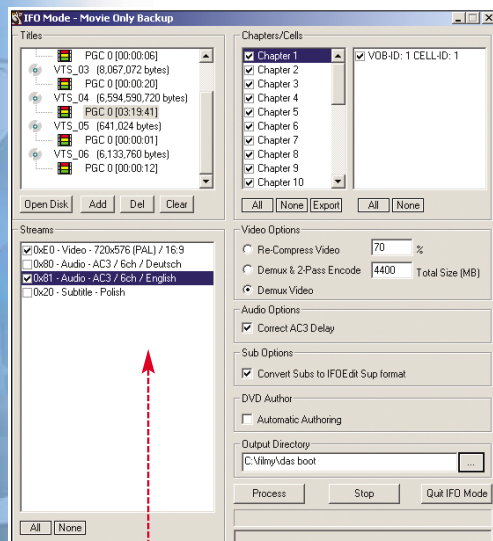 IFO Mode - Movie Only Backup
Titles
PGC 0 [00:00:06]
VTS_03 (8,067,072 bytes)
PGC 0 [00:00:20]
VTS_04 (6,594,590,720 bytes)
PGC 0 [03:19:41]
VTS_05 (641,024 bytes)
PGC 0 [00:00:01]
VTS_06 (6,133,760 bytes)
PGC 0 [00:00:12]
Open Disk Add Del Clear
Chapters/Cells
Chapter 1
Chapter 2
Chapter 3
Chapter 4
Chapter 5
Chapter 6
Chapter 7
Chapter 8
Chapter 9
Chapter 10
VOB-ID: 1 CELL-ID: 1
All None Export All None
Streams
0xE0 - Video - 720x576 (PAL) / 16:9
0x80 - Audio - AC3 / 6ch / Deutsch
0x81 - Audio - AC3 / 6ch / English
0x20 - Subtitle - Polish
All None
Video Options
Re-Compress Video 70 %
Demux & 2-Pass Encode 4400 Total Size (MB)
Demux Video
Audio Options
Correct AC3 Delay
Sub Options
Convert Subs to IFOEdit Sup format
DVD Author
Automatic Authoring
Output Directory
C:\filmy\das boot ...
Process Stop Quit IFO Mode